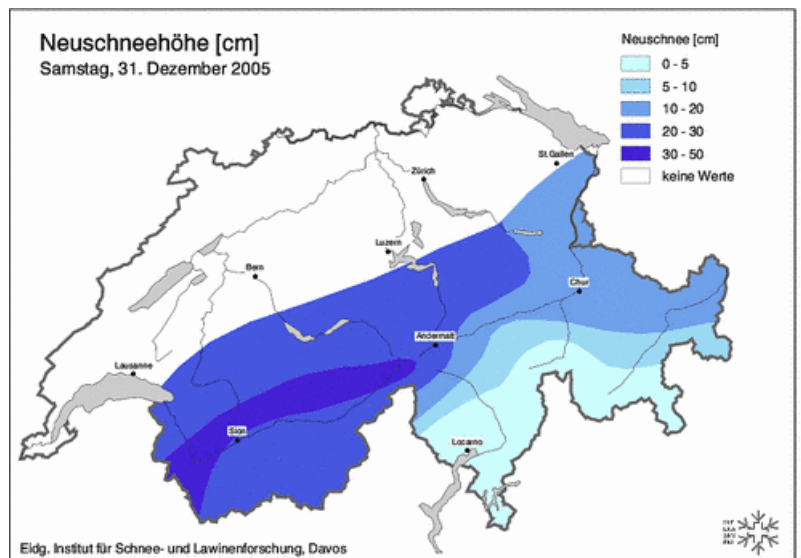 Neuschneehöhe [cm]
Samstag, 31. Dezember 2005
Neuschnee [cm]
0 - 5
5 - 10
10 - 20
20 - 30
30 - 50
keine Werte
St.Gallen
Zürich
Luzern
Bern
Chur
Andermatt
Lausanne
Sion
Locarno
Eidg. Institut für Schnee- und Lawinenforschung, Davos